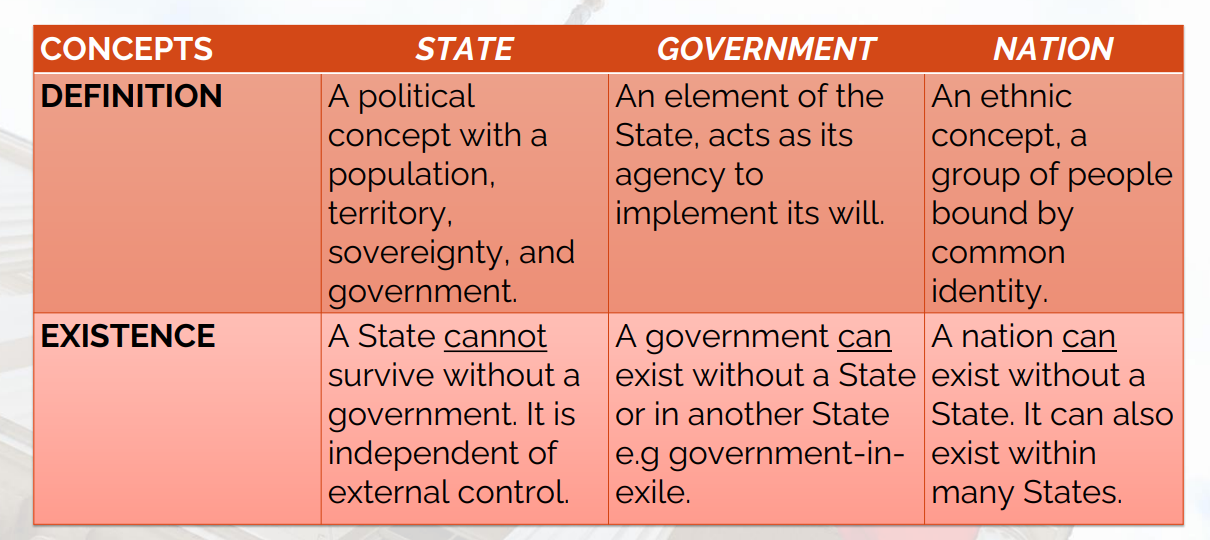 CONCEPTS STATE GOVERNMENT NATION
DEFINITION
A political
concept with a
population,
territory,
sovereignty, and
government.
An element of the
State, acts as its
agency to
implement its will.
An ethnic
concept, a
group of people
bound by
common
identity.
EXISTENCE
A State cannot
survive without a
government. It is
independent of
external control.
A government can
exist without a State
or in another State
e.g government-in-
exile.
A nation can
exist without a
State. It can also
exist within
many States.